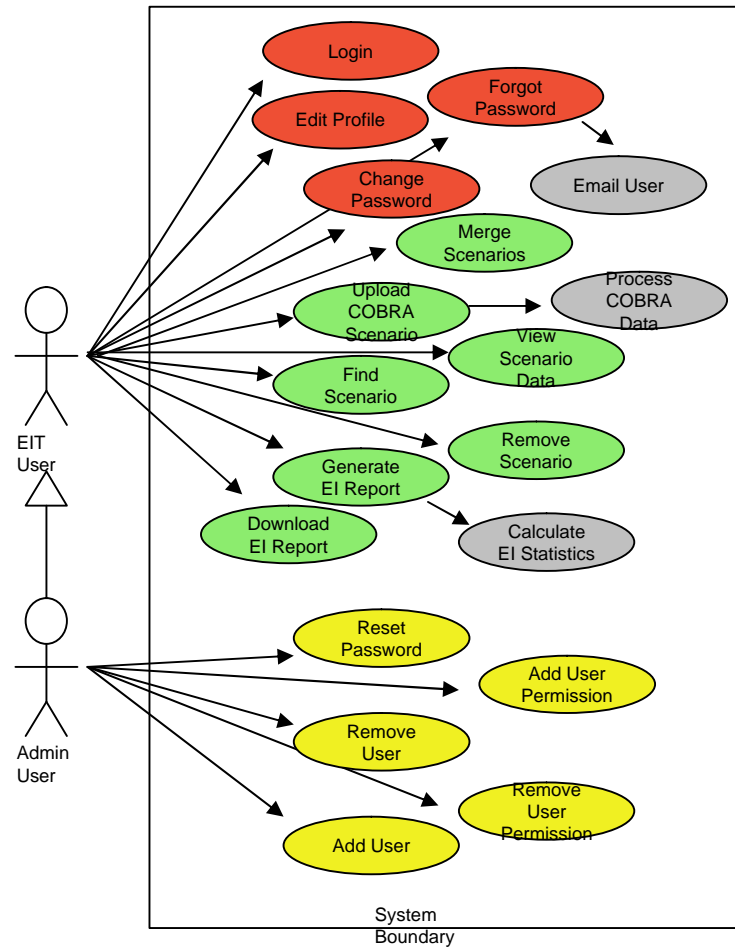 Login
Forgot
Password
Edit Profile
Change
Password
Email User
Merge
Scenarios
Upload
COBRA
Scenario
Process
COBRA
Data
View
Scenario
Data
Find
Scenario
Remove
Scenario
Generate
EI Report
Download
EI Report
Calculate
EI Statistics
EIT
User
Reset
Password
Add User
Permission
Remove
User
Admin
User
Remove
User
Permission
Add User
System
Boundary